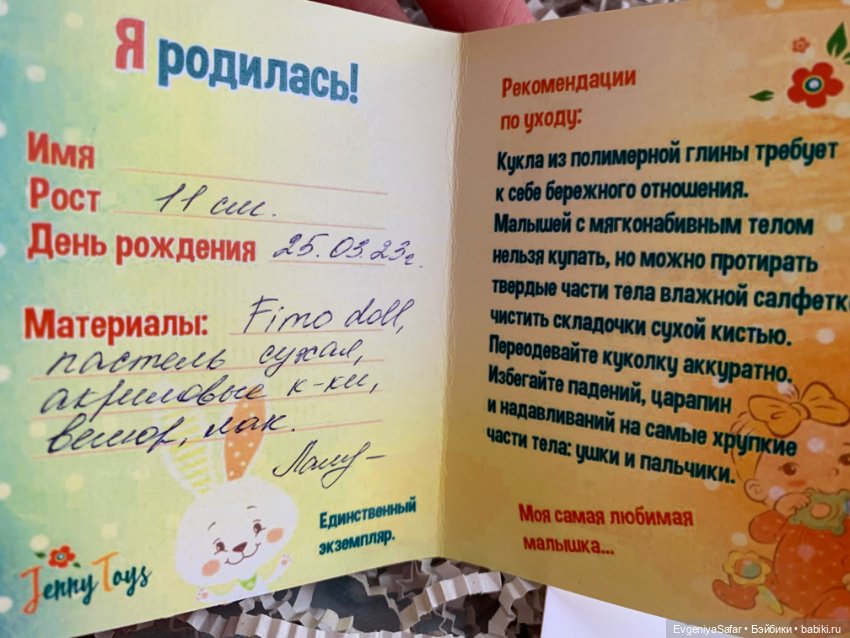 Я родилась!
Имя
Рост 11 см.
День рождения 25.03.23г.
Материалы: Fimo doll,
пастель сухая,
акриловые к-ки,
велюр, лак.
Единственный
экземпляр.
Jenny Toys
Рекомендации
по уходу:
Кукла из полимерной глины требует
к себе бережного отношения.
Малышей с мягконабивным телом
нельзя купать, но можно протирать
твердые части тела влажной салфетк
чистить складочки сухой кистью.
Переодевайте куколку аккуратно.
Избегайте падений, царапин
и надавливаний на самые хрупкие
части тела: ушки и пальчики.
Моя самая любимая
малышка...
EvgeniyaSafar • Бэйбики • babiki.ru